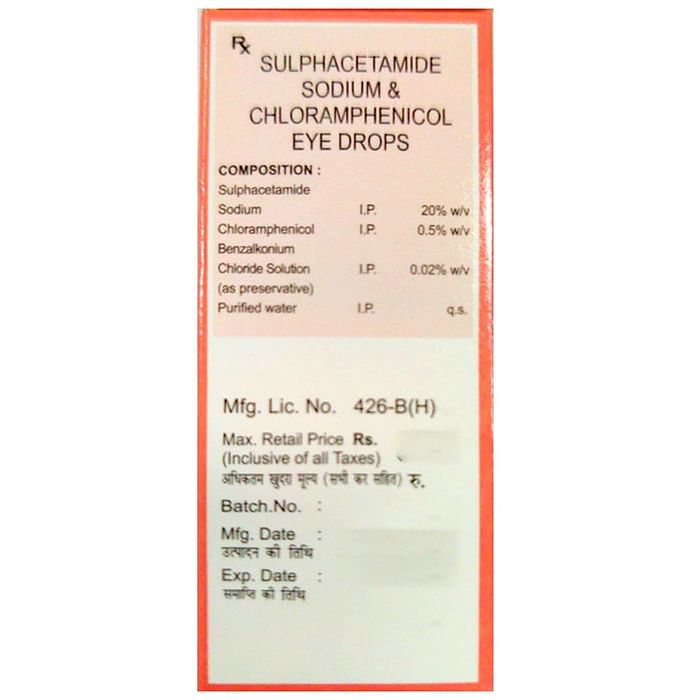 Rx
SULPHACETAMIDE
SODIUM &
CHLORAMPHENICOL
EYE DROPS
COMPOSITION :
Sulphacetamide
Sodium I.P. 20% w/v
Chloramphenicol I.P. 0.5% w/v
Benzalkonium
Chloride Solution I.P. 0.02% w/v
(as preservative)
Purified water I.P. q.s.
Mfg. Lic. No. 426-B(H)
Max. Retail Price Rs.
(Inclusive of all Taxes)
अधिकतम खुदरा मूल्य (सभी कर सहित) रु.
Batch.No. :
Mfg. Date :
उत्पादन की तिथि
Exp. Date :
समाप्ति की तिथि